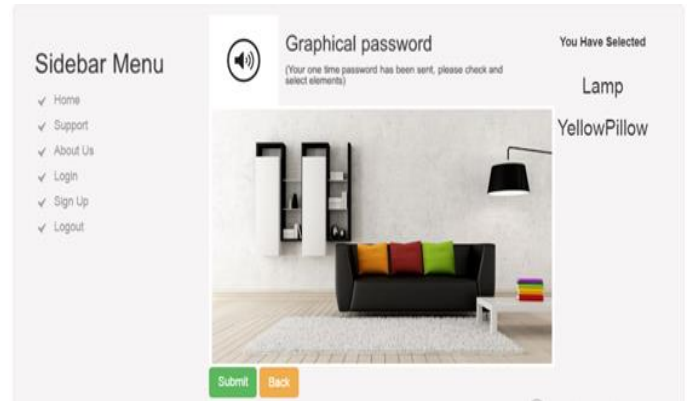 Sidebar Menu
Home
Support
About Us
Login
Sign Up
Logout
Graphical password
(Your one time password has been sent, please check and
select elements)
You Have Selected
Lamp
YellowPillow
Submit
Back